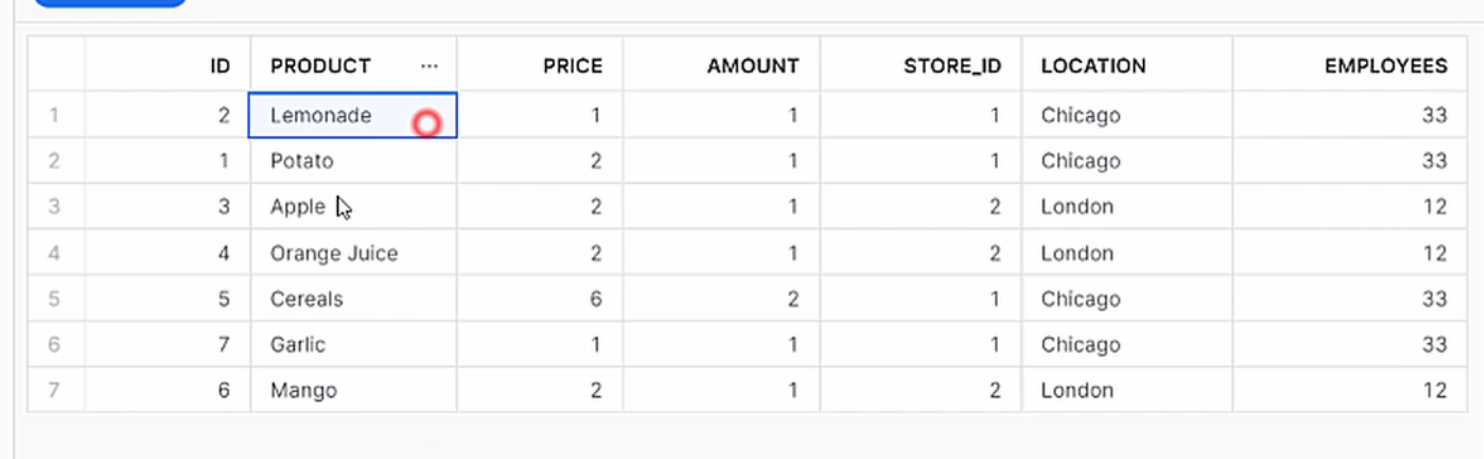 ID PRODUCT ... PRICE AMOUNT STORE_ID LOCATION EMPLOYEES
1 2 Lemonade 1 1 1 Chicago 33
2 1 Potato 2 1 1 Chicago 33
3 3 Apple 2 1 2 London 12
4 4 Orange Juice 2 1 2 London 12
5 5 Cereals 6 2 1 Chicago 33
6 7 Garlic 1 1 1 Chicago 33
7 6 Mango 2 1 2 London 12